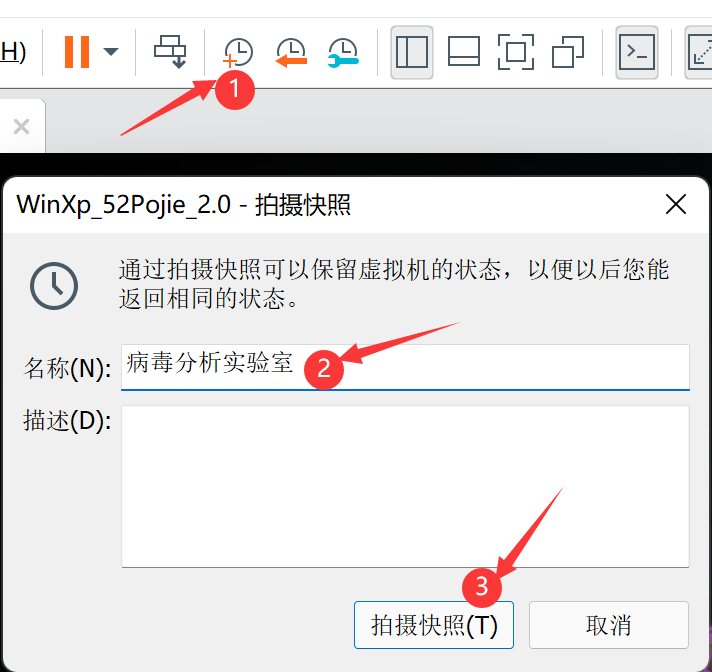 H)
1
WinXp_52Pojie_2.0 - 拍摄快照
通过拍摄快照可以保留虚拟机的状态，以便以后您能
返回相同的状态。
名称(N): 病毒分析实验室 2
描述(D):
3
拍摄快照(T) 取消